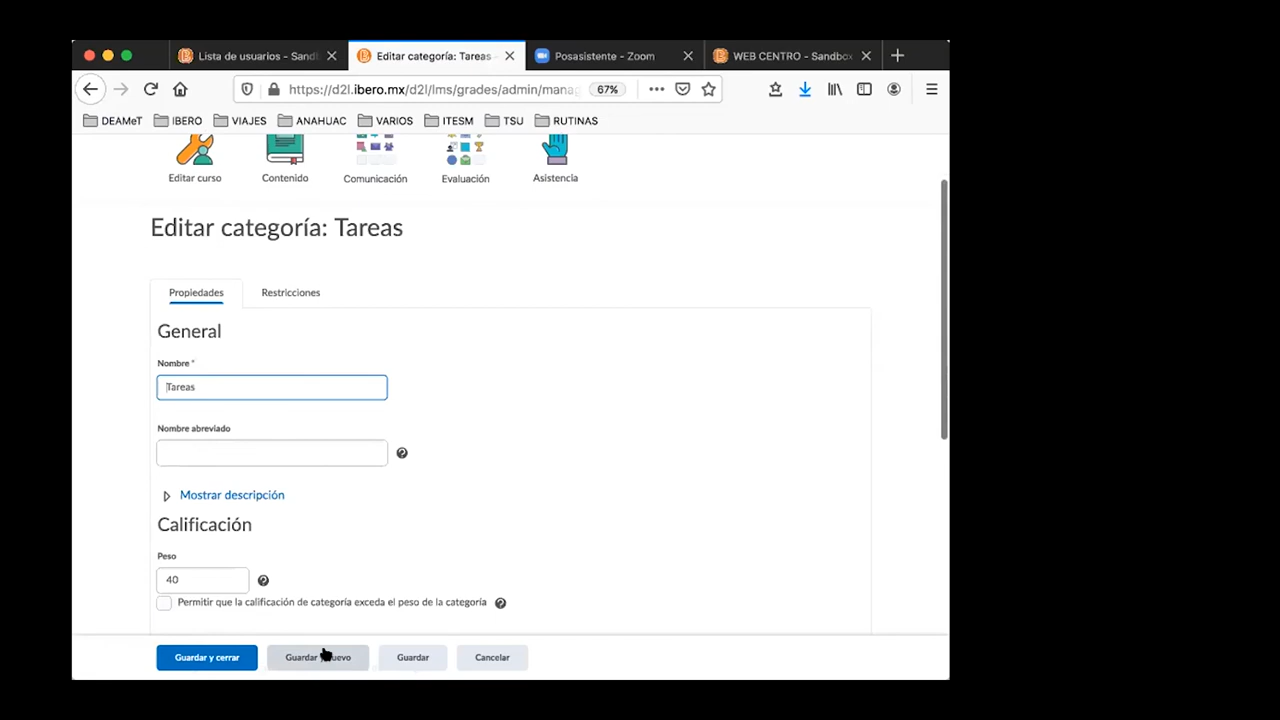 Lista de usuarios - Sand
Editar categoría: Tareas -
Posasistente - Zoom
WEB CENTRO - Sandbox
https://d2l.ibero.mx/d2l/lms/grades/admin/mana
67%
DEAMeT
IBERO
VIAJES
ANAHUAC
VARIOS
ITESM
TSU
RUTINAS
Editar curso
Contenido
Comunicación
Evaluación
Asistencia
Editar categoría: Tareas
Propiedades
Restricciones
General
Nombre *
Tareas
Nombre abreviado
Mostrar descripción
Calificación
Peso
40
Permitir que la calificación de categoría exceda el peso de la categoría
Guardar y cerrar
Guardar
Guardar
Cancelar